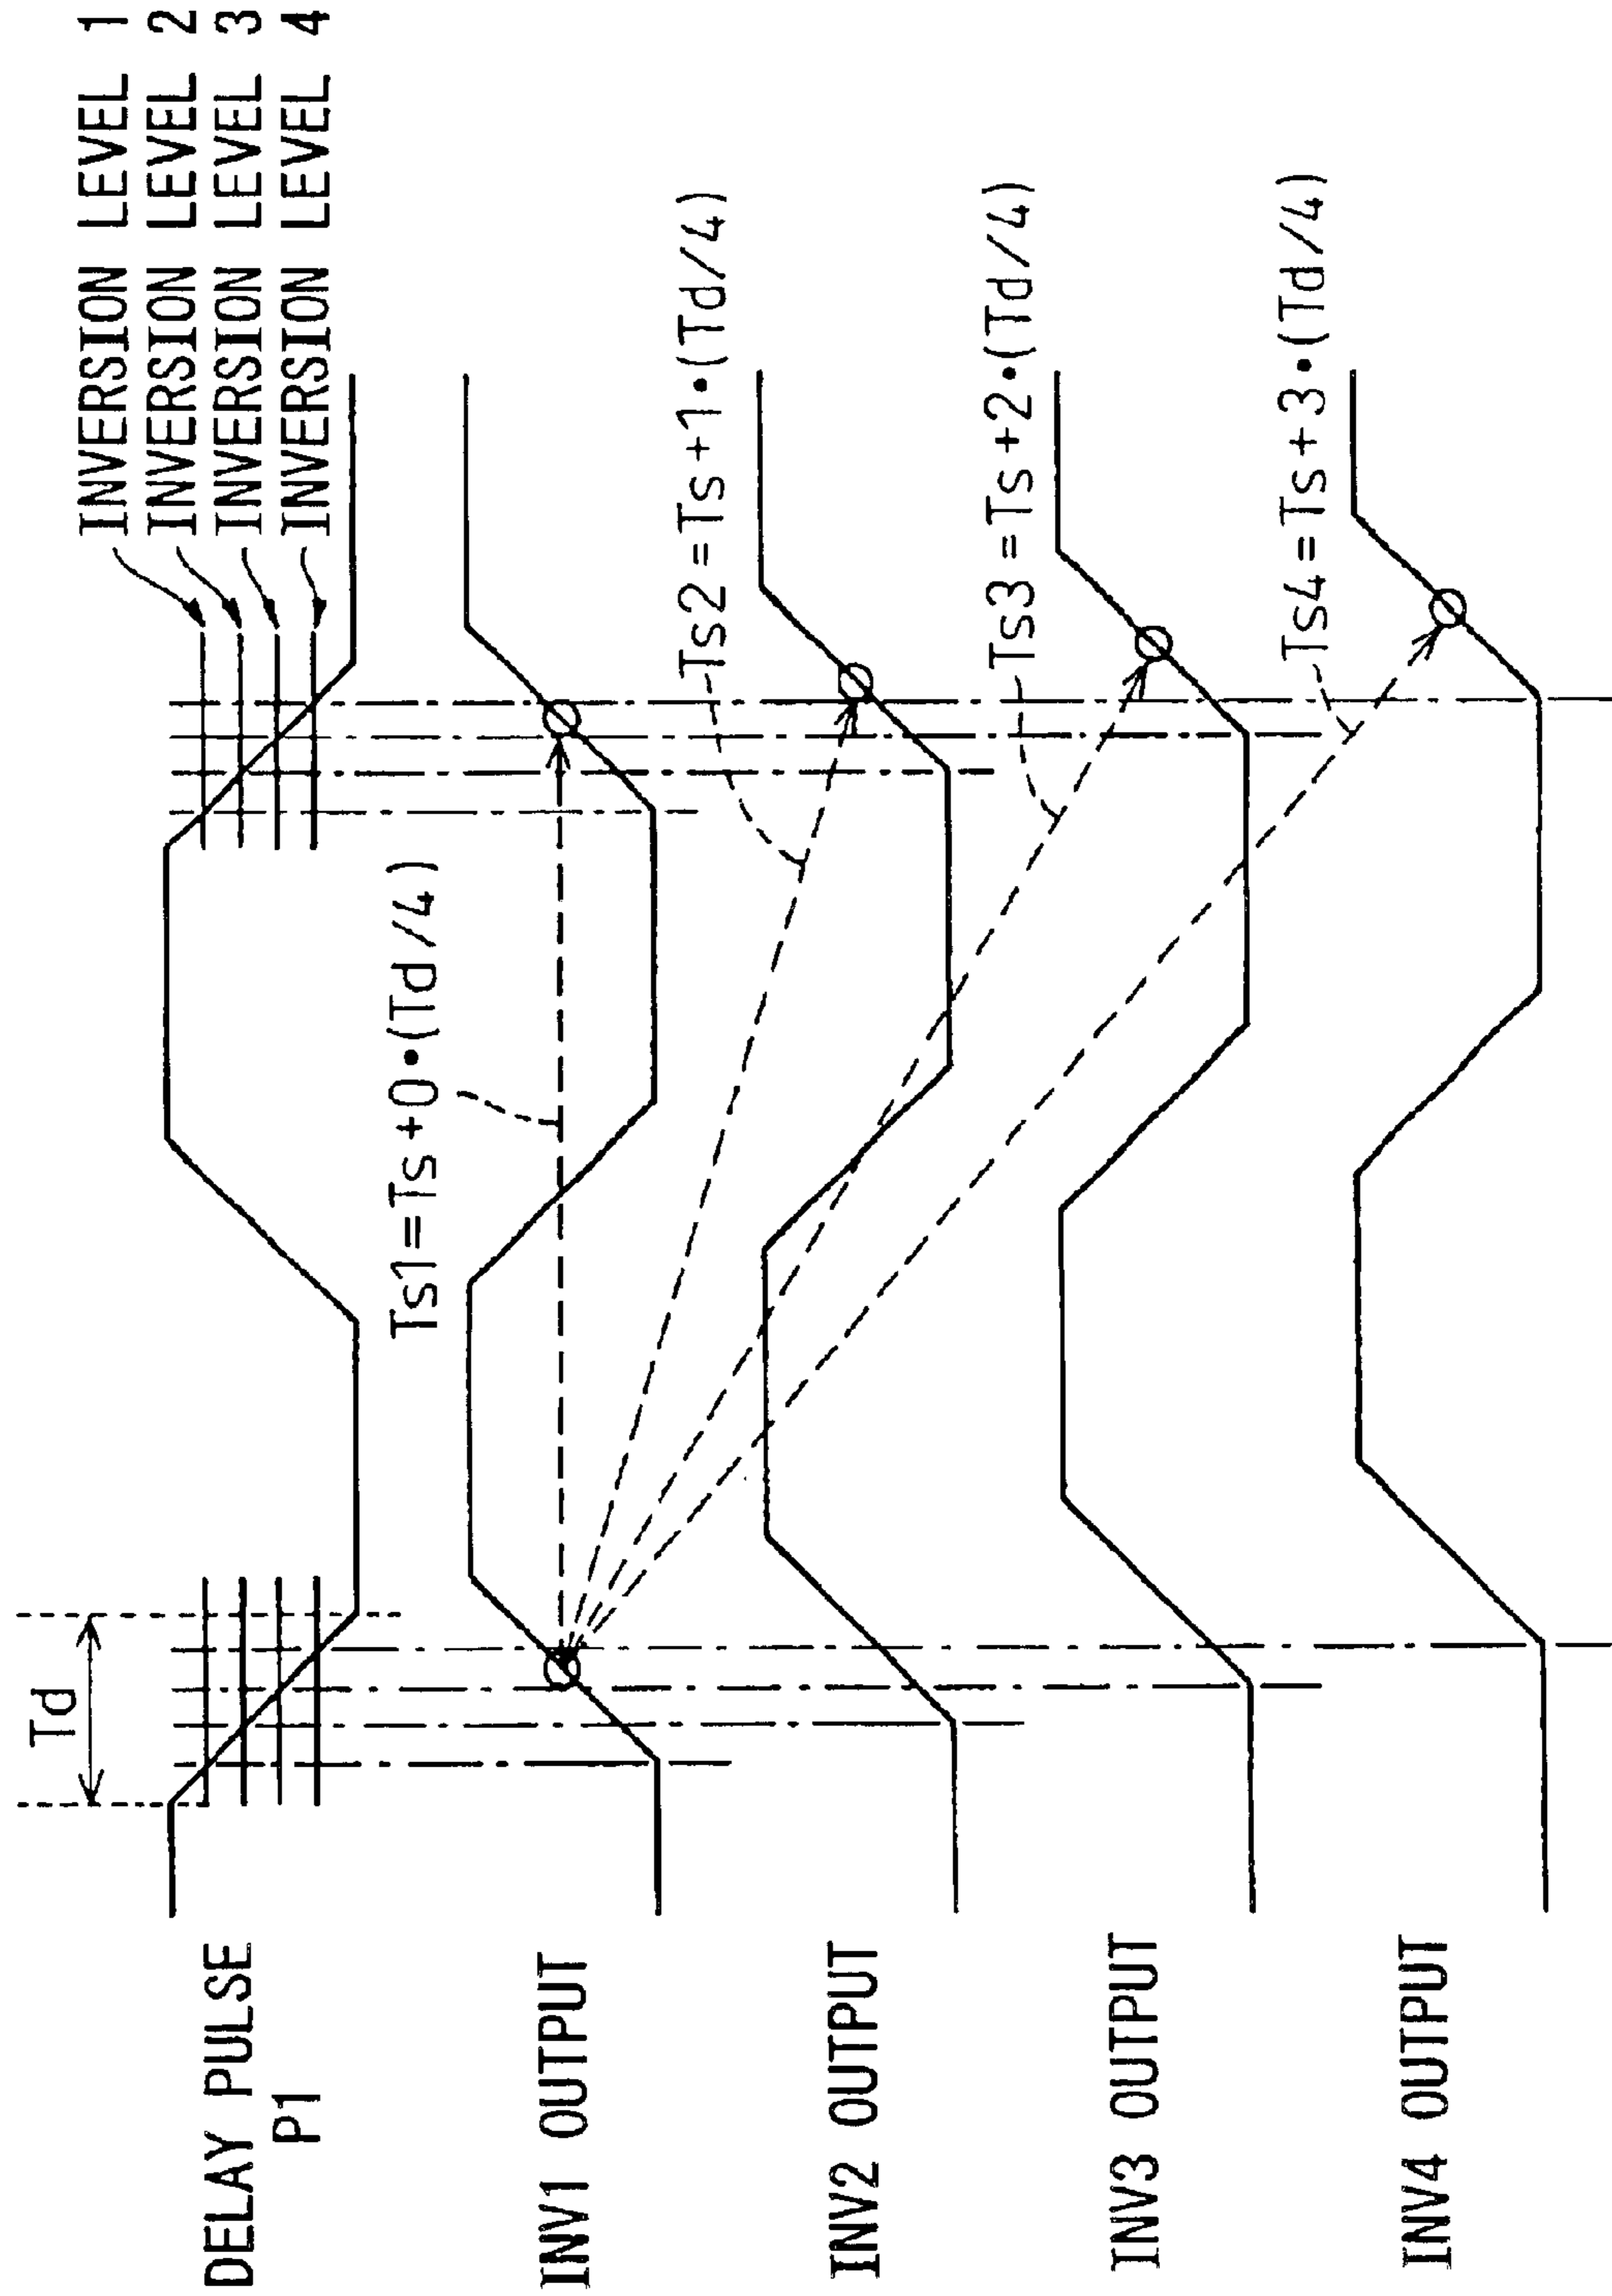 Td
INVERSION LEVEL 1
INVERSION LEVEL 2
INVERSION LEVEL 3
INVERSION LEVEL 4
DELAY PULSE
P1
Ts1=Ts+0•(Td/4)
INV1 OUTPUT
Ts2=Ts+1•(Td/4)
INV2 OUTPUT
Ts3=Ts+2•(Td/4)
INV3 OUTPUT
Ts4=Ts+3•(Td/4)
INV4 OUTPUT